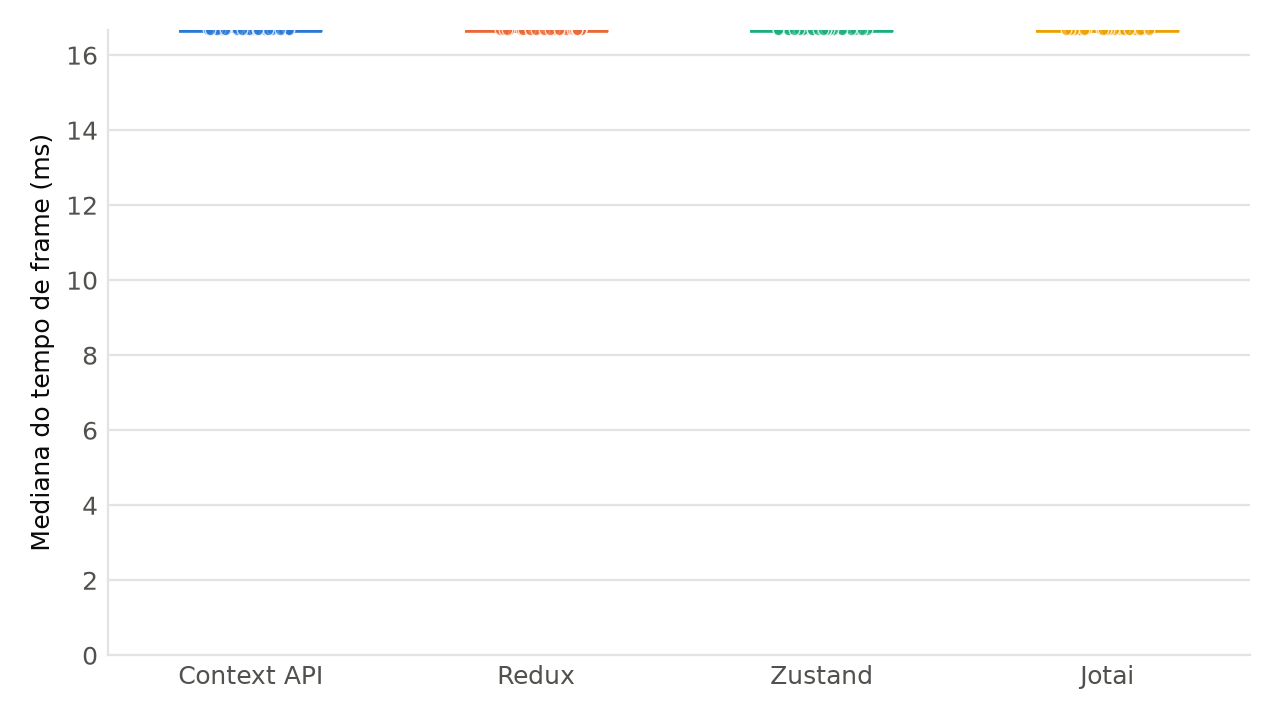 Mediana do tempo de frame (ms)
16
14
12
10
8
6
4
2
0
Context API
Redux
Zustand
Jotai